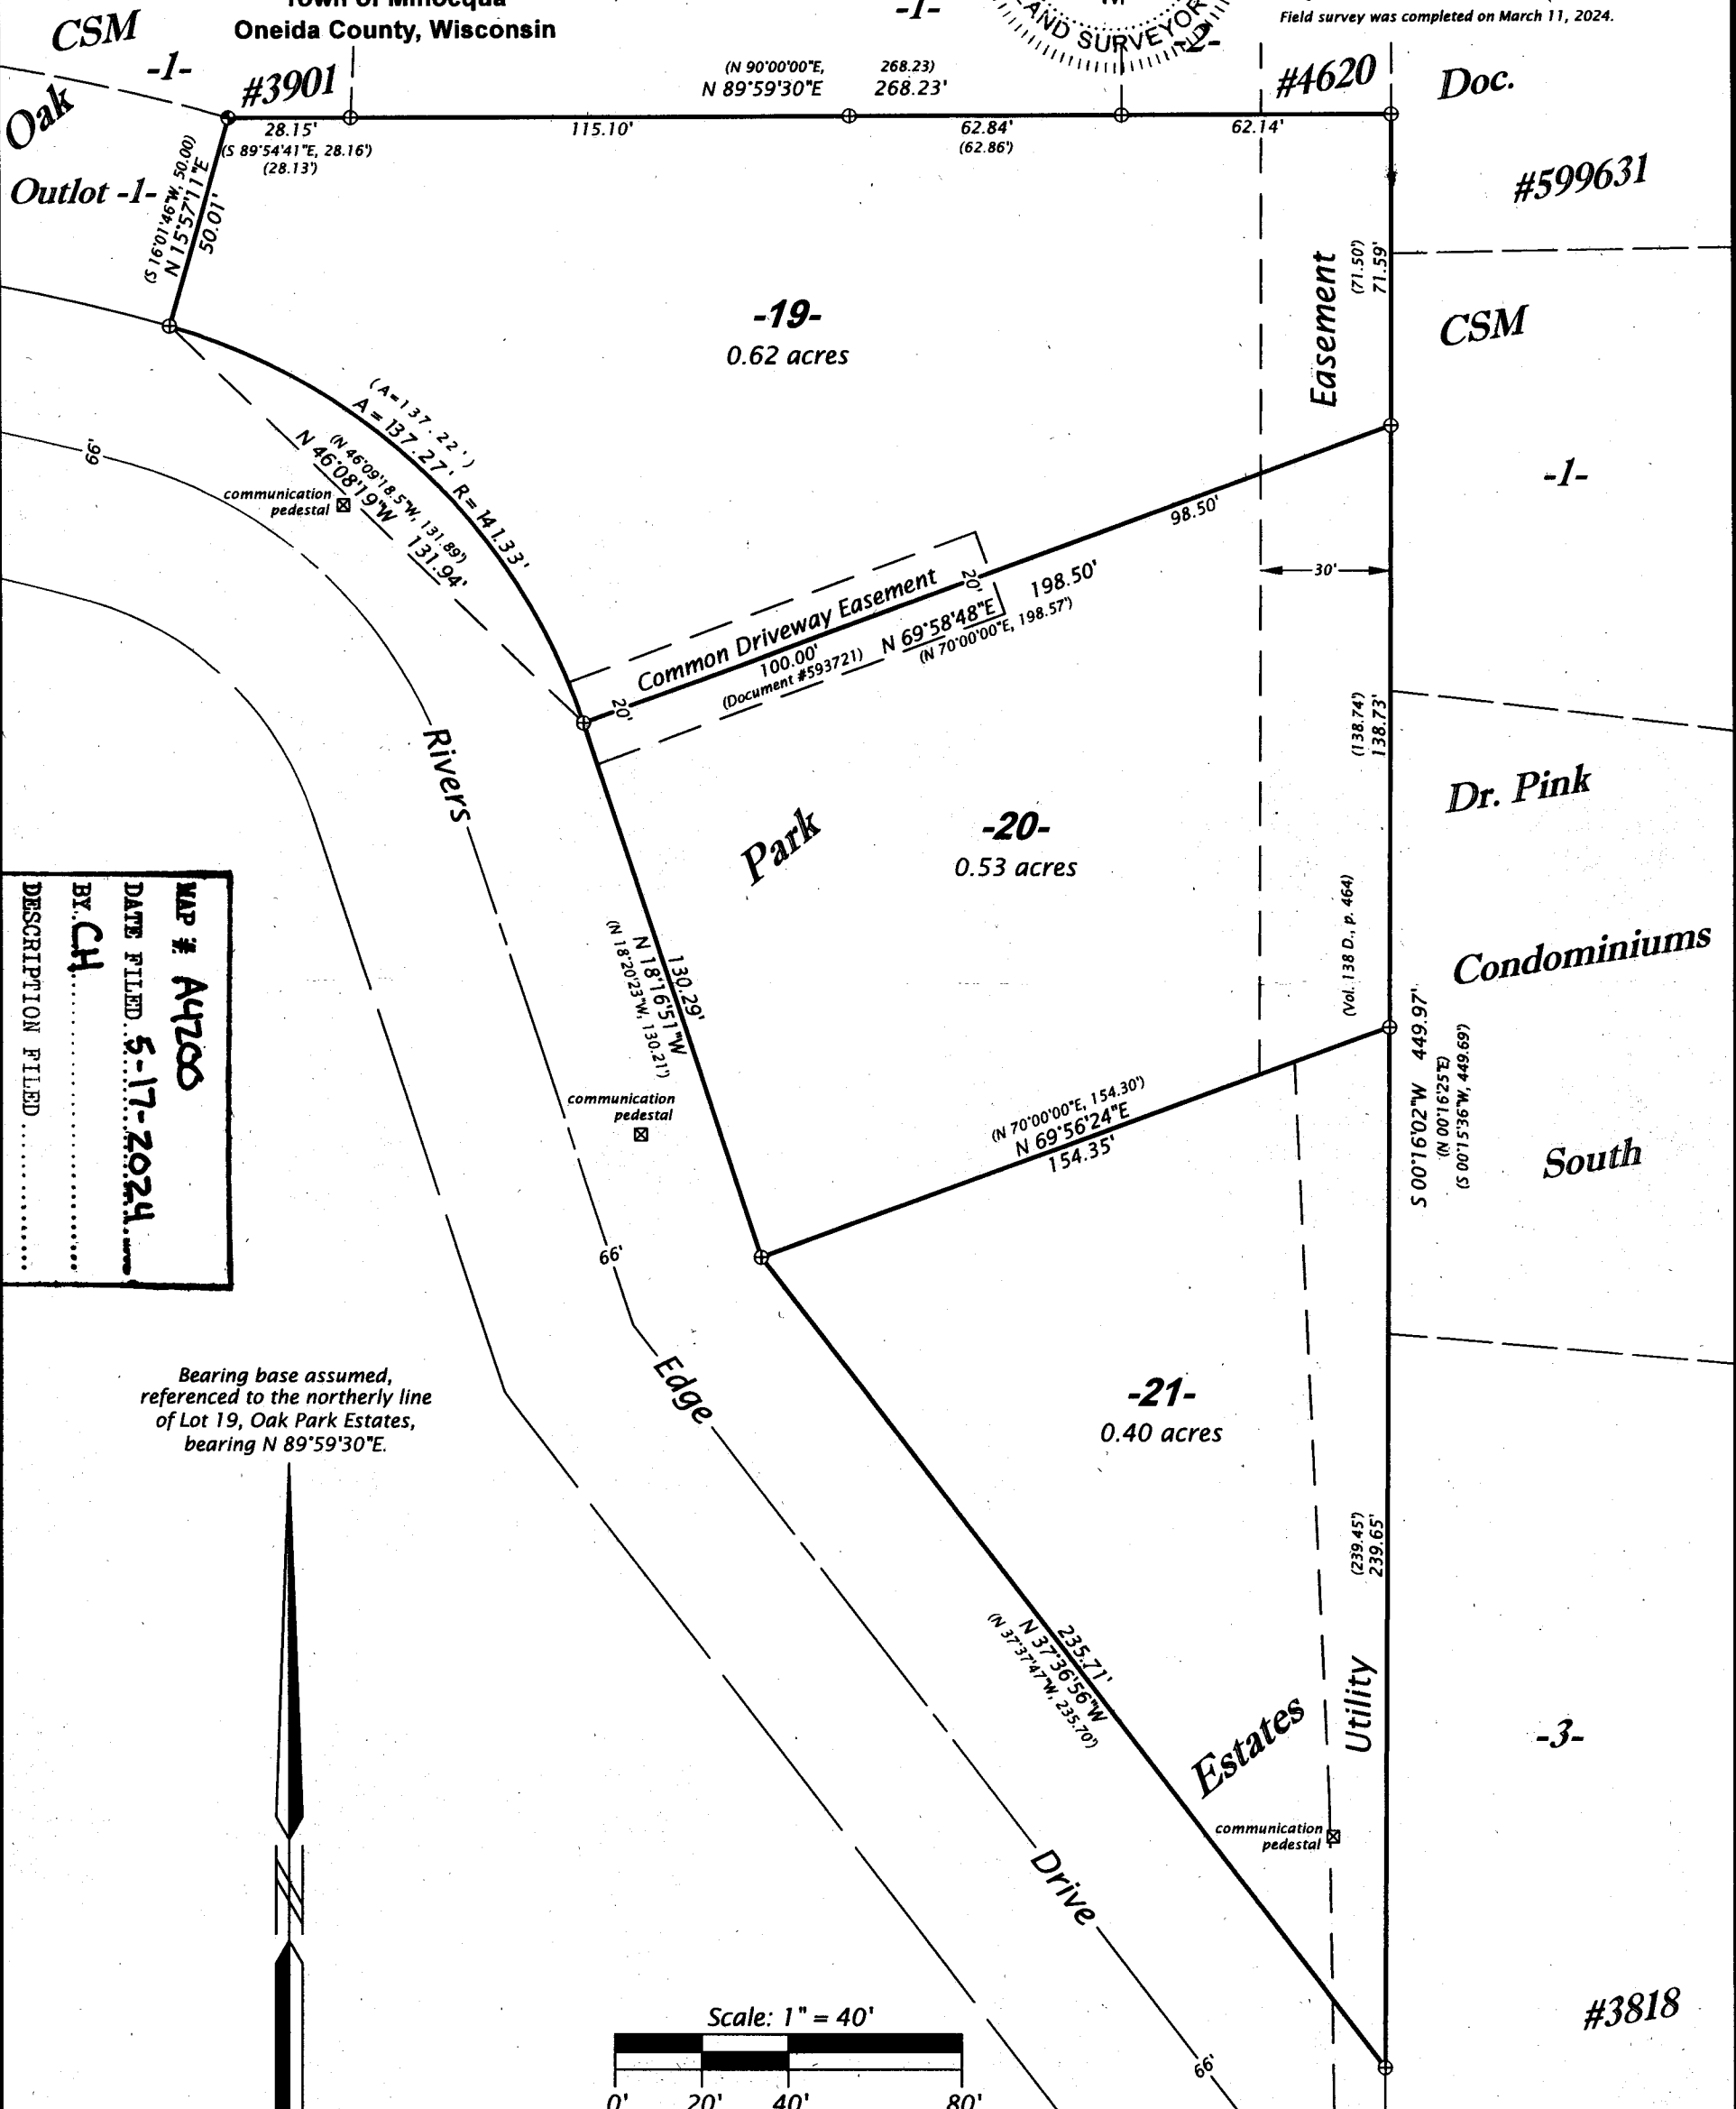 Town of Minocqua
Oneida County, Wisconsin
Field survey was completed on March 11, 2024.
LAND SURVEYOR
CSM
-1-
#3901
-1-
-2-
(N 90°00'00"E, 268.23)
N 89°59'30"E 268.23'
#4620
Doc.
#599631
Oak
Outlot -1-
28.15'
(S 89°54'41"E, 28.16')
(28.13')
115.10'
62.84'
(62.86')
62.14'
(S 16°01'46"W, 50.00)
N 15°57'11"E
50.01'
-19-
0.62 acres
Easement
(71.50')
71.59'
CSM
-1-
(A=137.22')
A=137.27' R=141.33'
(N 46°09'18.5"W, 131.89')
N 46°08'19"W 131.94'
66'
communication
pedestal
98.50'
30'
Common Driveway Easement
20'
20'
100.00'
(Document #593721)
N 69°58'48"E 198.50'
(N 70°00'00"E, 198.57')
(138.74')
138.73'
Rivers
Park
-20-
0.53 acres
Dr. Pink
Condominiums
South
(Vol. 138 D., p. 464)
130.29'
N 18°16'51"W
(N 18°20'23"W, 130.21')
S 00°16'02"W 449.97'
(N 00°16'25"E)
(S 00°15'36"W, 449.69')
MAP # A4200
DATE FILED 5-17-2024
BY CH
DESCRIPTION FILED
communication
pedestal
(N 70°00'00"E, 154.30')
N 69°56'24"E
154.35'
66'
Edge
Bearing base assumed,
referenced to the northerly line
of Lot 19, Oak Park Estates,
bearing N 89°59'30"E.
-21-
0.40 acres
(239.45')
239.65'
235.71'
N 37°36'56"W
(N 37°37'47"W, 235.70')
Utility
Estates
-3-
communication
pedestal
Drive
#3818
66'
Scale: 1" = 40'
0' 20' 40' 80'